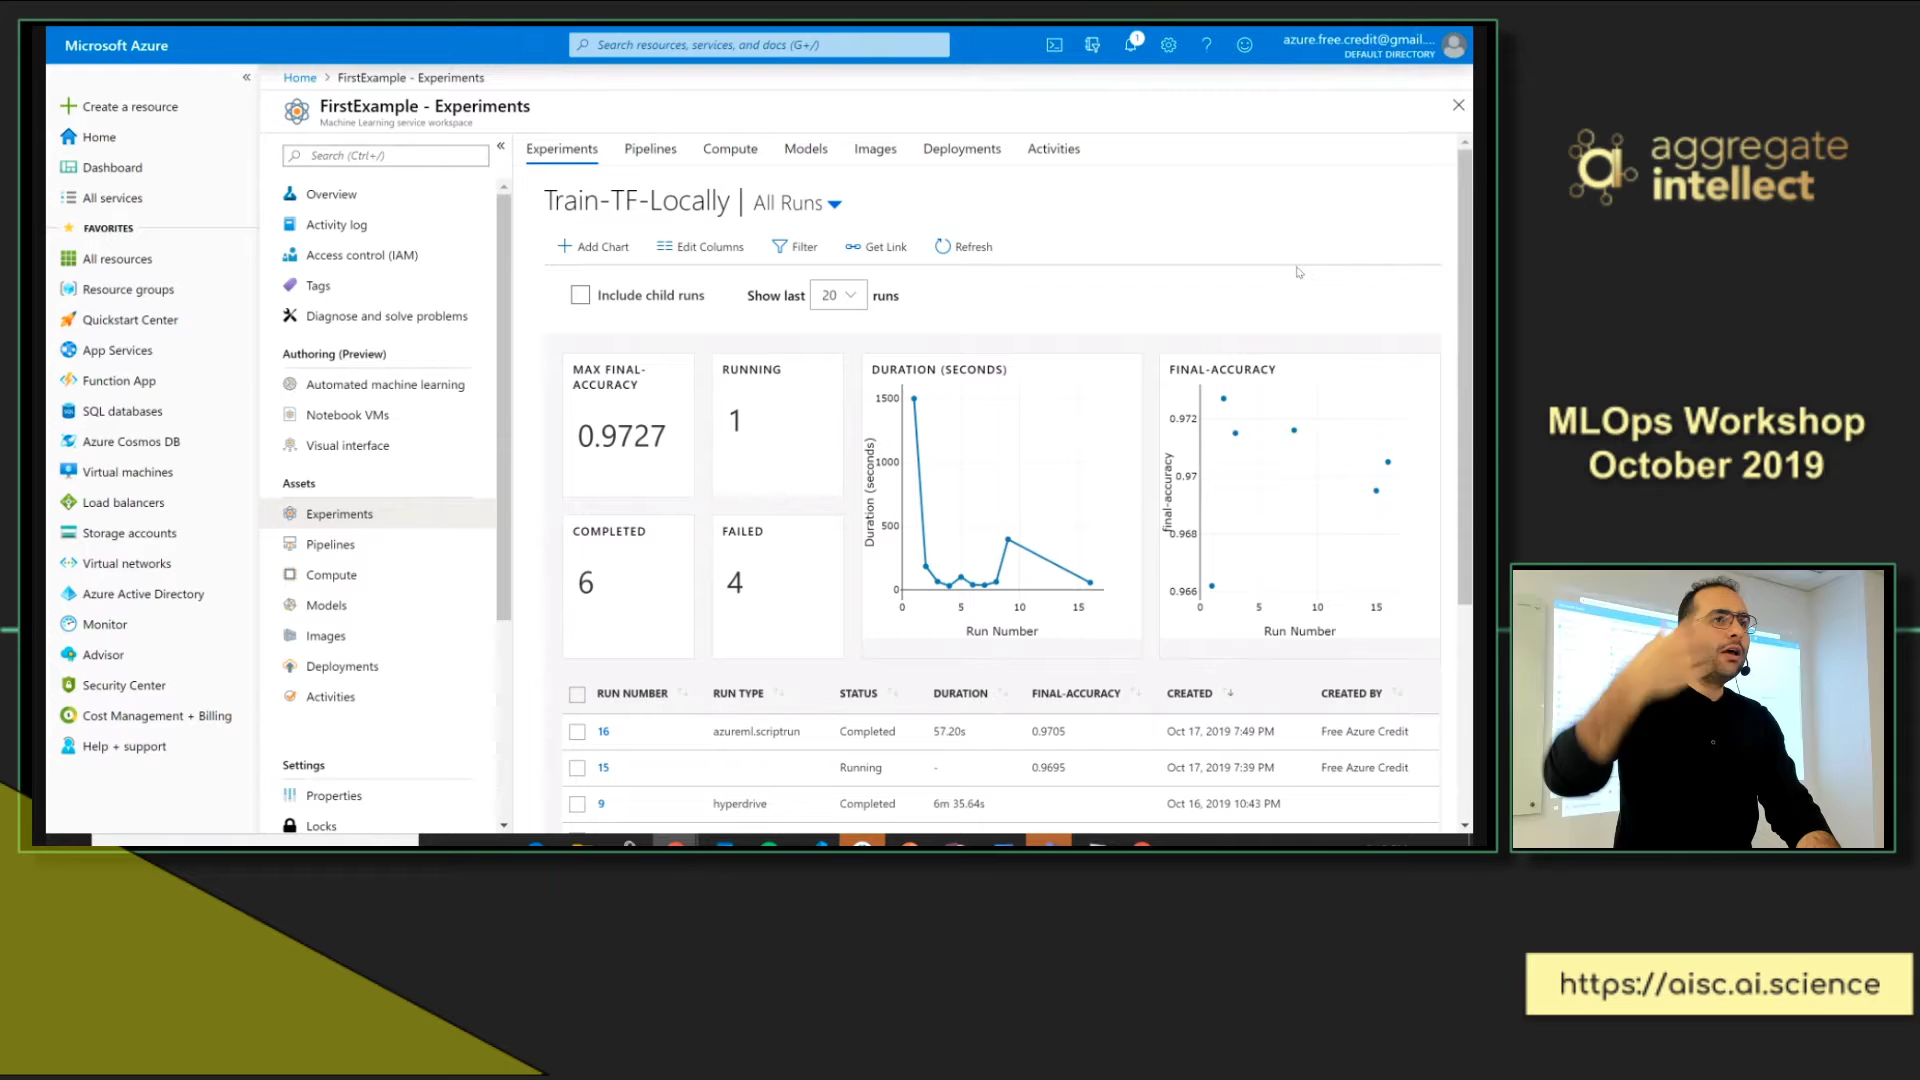 Microsoft Azure
Search resources, services, and docs (G+/)
1
azure.free.credit@gmail....
DEFAULT DIRECTORY
«
Create a resource
Home
Dashboard
All services
FAVORITES
All resources
Resource groups
Quickstart Center
App Services
Function App
SQL databases
Azure Cosmos DB
Virtual machines
Load balancers
Storage accounts
Virtual networks
Azure Active Directory
Monitor
Advisor
Security Center
Cost Management + Billing
Help + support
Home > FirstExample - Experiments
FirstExample - Experiments
Machine Learning service workspace
Search (Ctrl+/)
«
Overview
Activity log
Access control (IAM)
Tags
Diagnose and solve problems
Authoring (Preview)
Automated machine learning
Notebook VMs
Visual interface
Assets
Experiments
Pipelines
Compute
Models
Images
Deployments
Activities
Settings
Properties
Locks
Experiments Pipelines Compute Models Images Deployments Activities
Train-TF-Locally | All Runs
Add Chart Edit Columns Filter Get Link Refresh
Include child runs Show last 20 runs
MAX FINAL-
ACCURACY
0.9727
RUNNING
1
COMPLETED
6
FAILED
4
DURATION (SECONDS)
Duration (seconds)
1500
1000
500
0
0 5 10 15
Run Number
FINAL-ACCURACY
final-accuracy
0.972
0.97
0.968
0.966
0 5 10 15
Run Number
RUN NUMBER RUN TYPE STATUS DURATION FINAL-ACCURACY CREATED CREATED BY
16 azureml.scriptrun Completed 57.20s 0.9705 Oct 17, 2019 7:49 PM Free Azure Credit
15 Running - 0.9695 Oct 17, 2019 7:39 PM Free Azure Credit
9 hyperdrive Completed 6m 35.64s Oct 16, 2019 10:43 PM
aggregate
intellect
MLOps Workshop
October 2019
https://aisc.ai.science